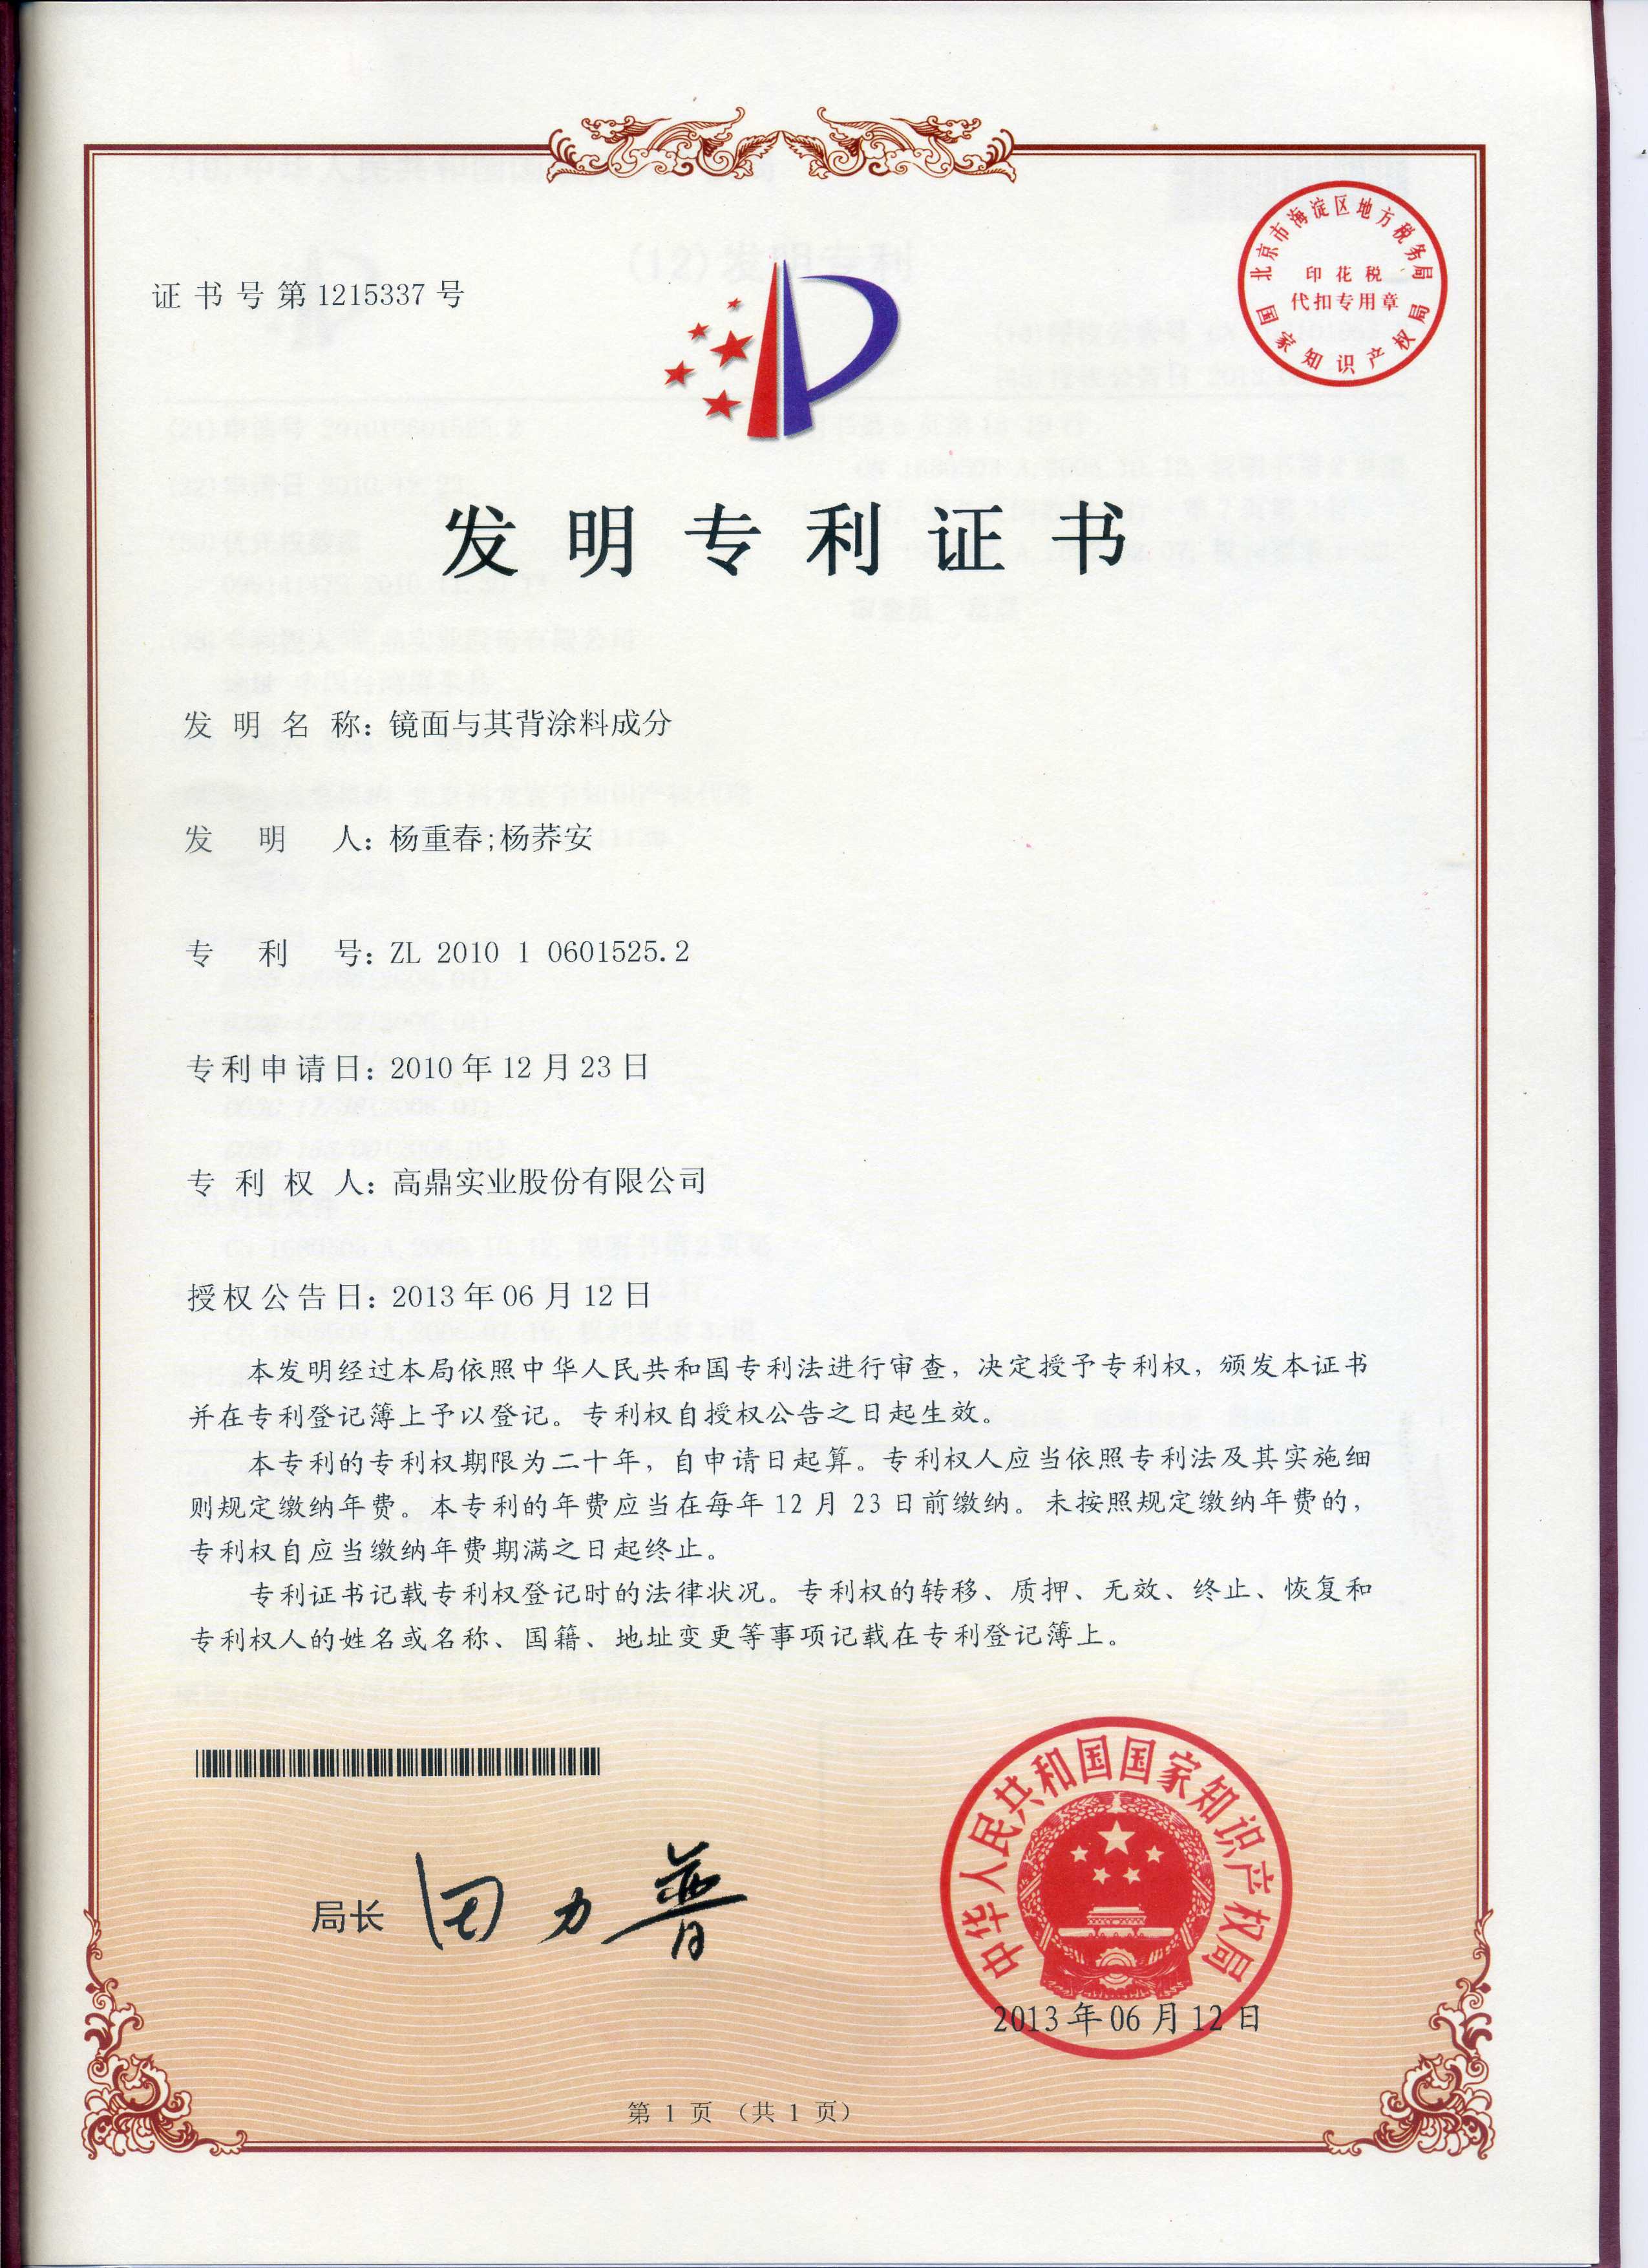 证书号第1215337号
北京市海淀区地方税务局
印花税
代扣专用章
国家知识产权局
发明专利证书
发明名称：镜面与其背涂料成分
发明人：杨重春;杨荞安
专利号：ZL 2010 1 0601525.2
专利申请日：2010年12月23日
专利权人：高鼎实业股份有限公司
授权公告日：2013年06月12日
本发明经过本局依照中华人民共和国专利法进行审查，决定授予专利权，颁发本证书
并在专利登记簿上予以登记。专利权自授权公告之日起生效。
本专利的专利权期限为二十年，自申请日起算。专利权人应当依照专利法及其实施细
则规定缴纳年费。本专利的年费应当在每年12月23日前缴纳。未按照规定缴纳年费的，
专利权自应当缴纳年费期满之日起终止。
专利证书记载专利权登记时的法律状况。专利权的转移、质押、无效、终止、恢复和
专利权人的姓名或名称、国籍、地址变更等事项记载在专利登记簿上。
中华人民共和国国家知识产权局
局长 田力普
2013年06月12日
第1页（共1页）